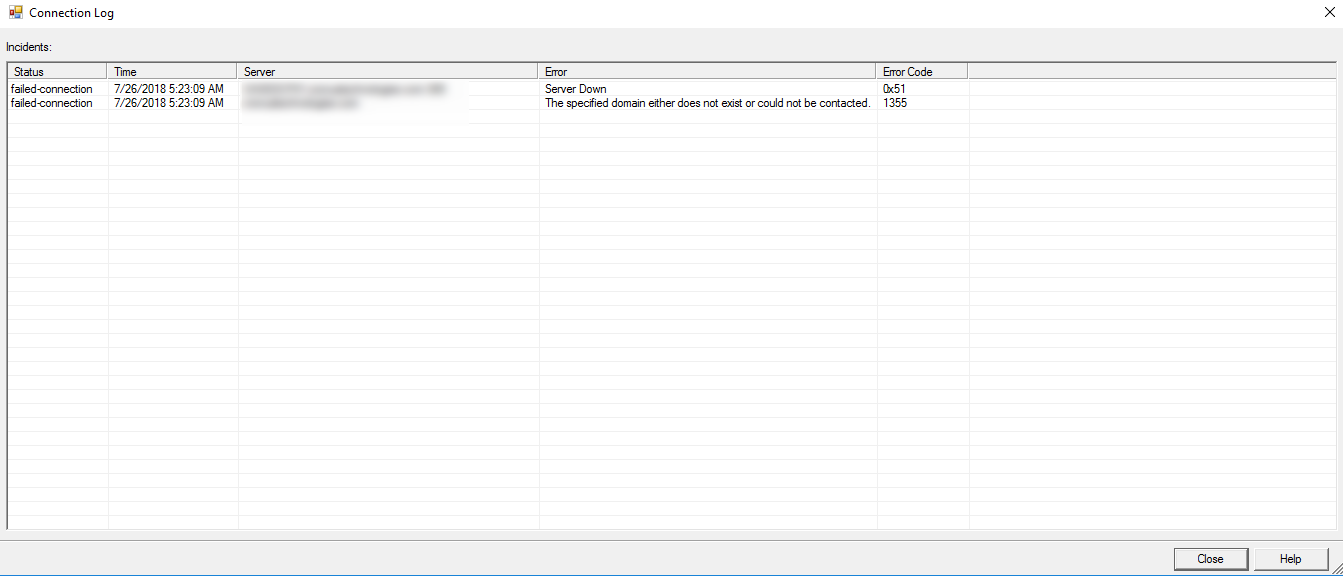 Connection Log
Incidents:
Status Time Server Error Error Code
failed-connection 7/26/2018 5:23:09 AM Server Down 0x51
failed-connection 7/26/2018 5:23:09 AM The specified domain either does not exist or could not be contacted. 1355
Close Help